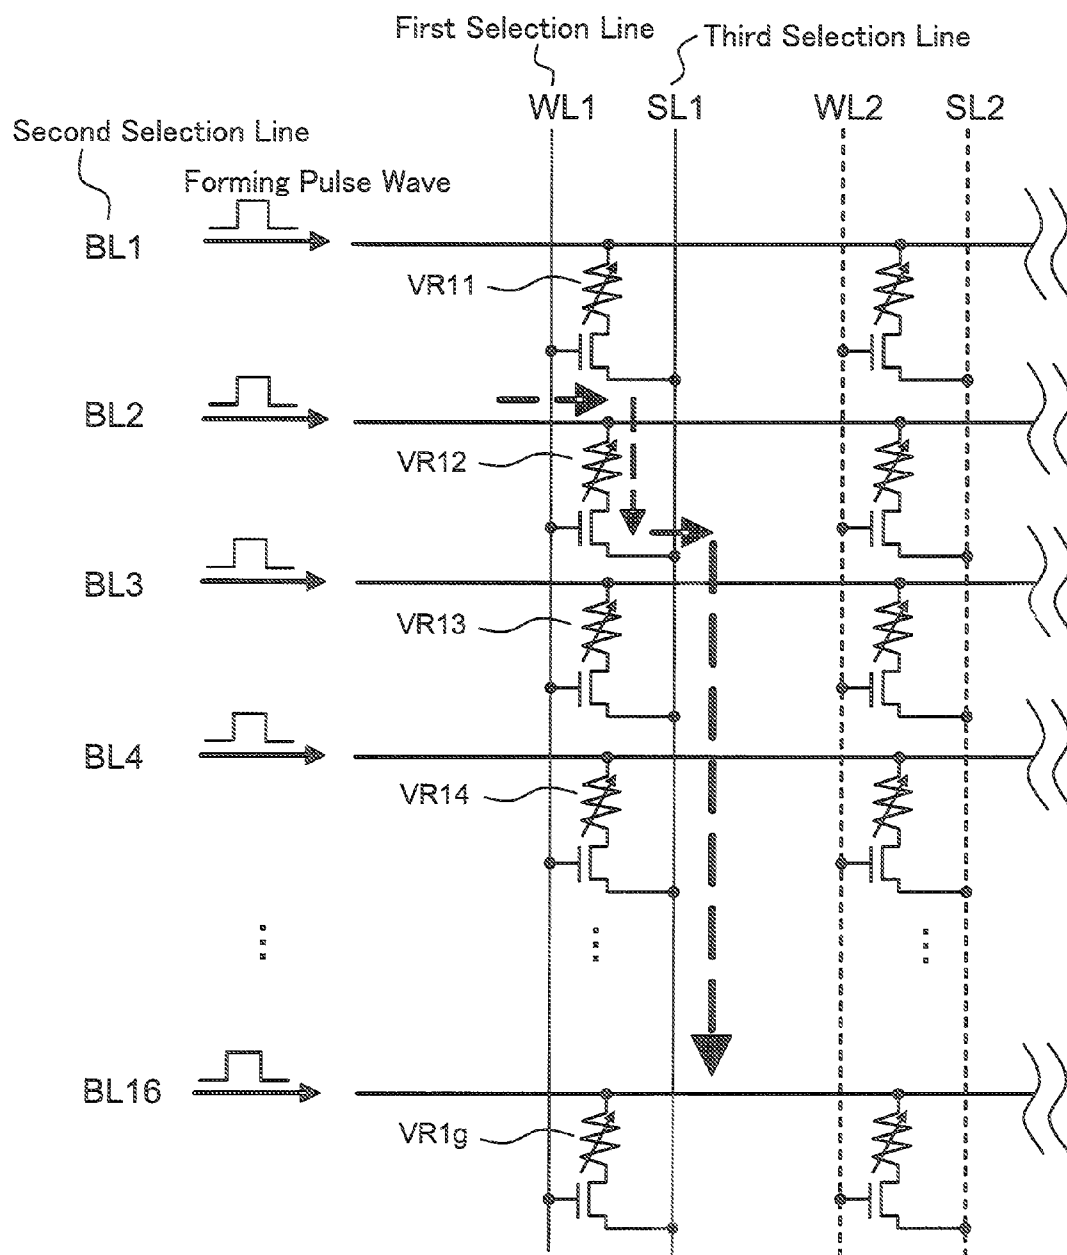 First Selection Line
Third Selection Line
WL1
SL1
WL2
SL2
Second Selection Line
Forming Pulse Wave
BL1
VR11
BL2
VR12
BL3
VR13
BL4
VR14
BL16
VR1g